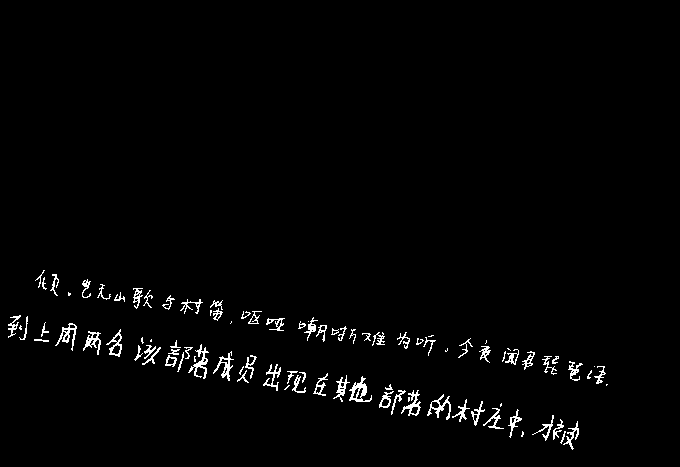 倾。岂无山歌与村笛,呕哑嘲哳难为听。今夜闻君琵琶语,
到上周两名该部落成员出现在其他部落的村庄中,被